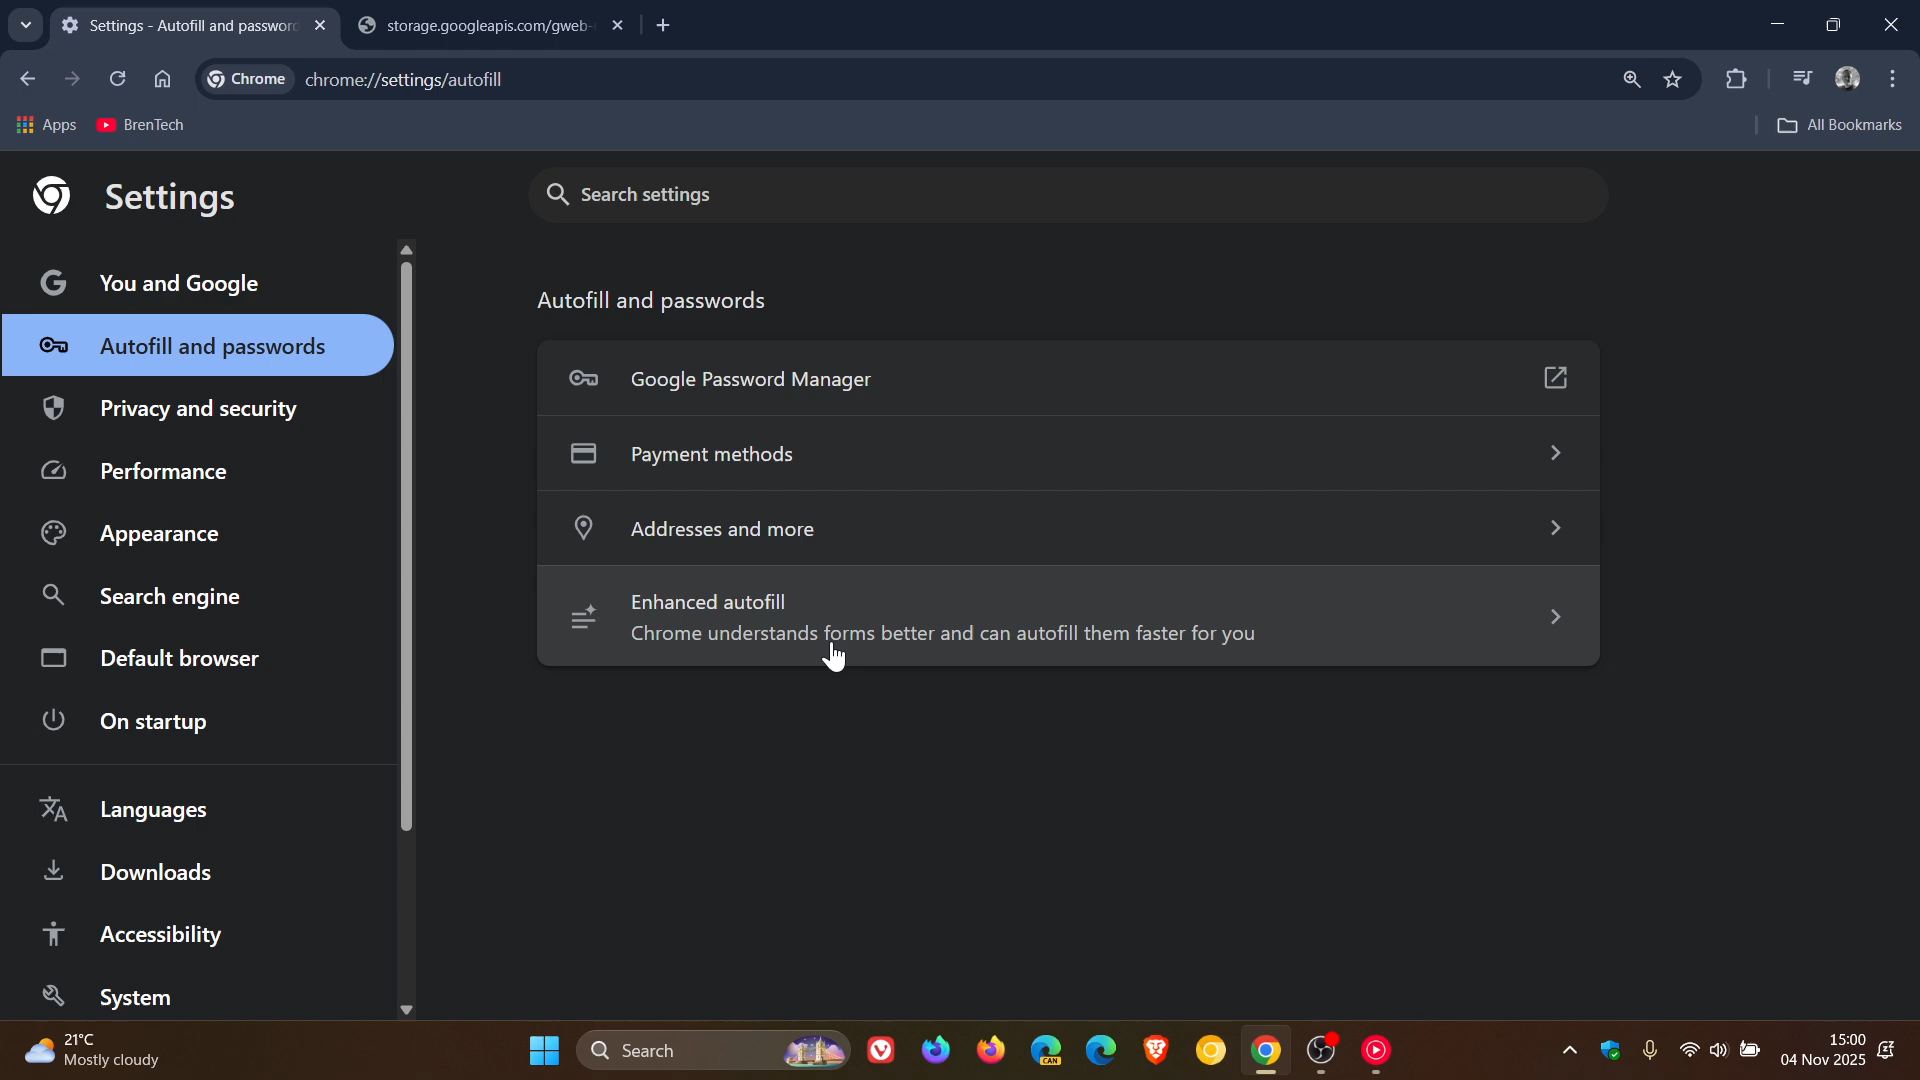 Settings - Autofill and password
storage.googleapis.com/gweb-
Chrome
chrome://settings/autofill
Apps
BrenTech
All Bookmarks
Settings
Search settings
You and Google
Autofill and passwords
Privacy and security
Performance
Appearance
Search engine
Default browser
On startup
Languages
Downloads
Accessibility
System
Autofill and passwords
Google Password Manager
Payment methods
Addresses and more
Enhanced autofill
Chrome understands forms better and can autofill them faster for you
21°C
Mostly cloudy
Search
CAN
15:00
04 Nov 2025